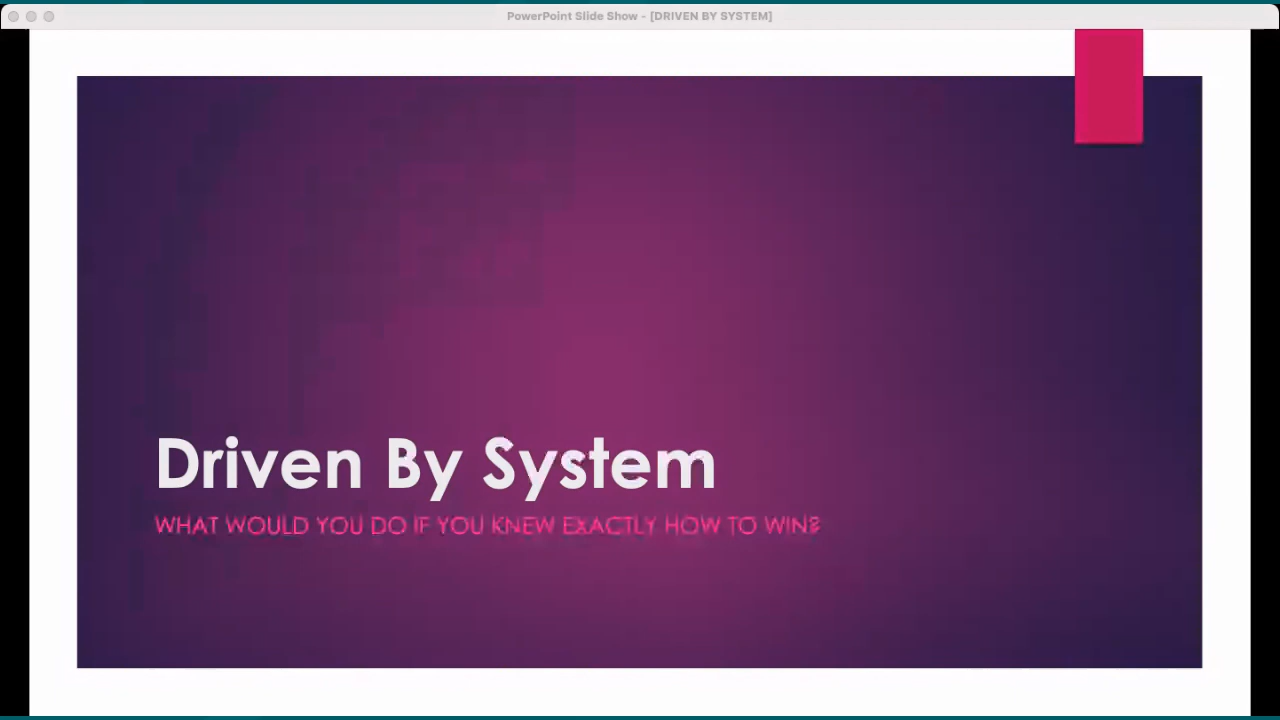 PowerPoint Slide Show - [DRIVEN BY SYSTEM]
Driven By System
WHAT WOULD YOU DO IF YOU KNEW EXACTLY HOW TO WIN?